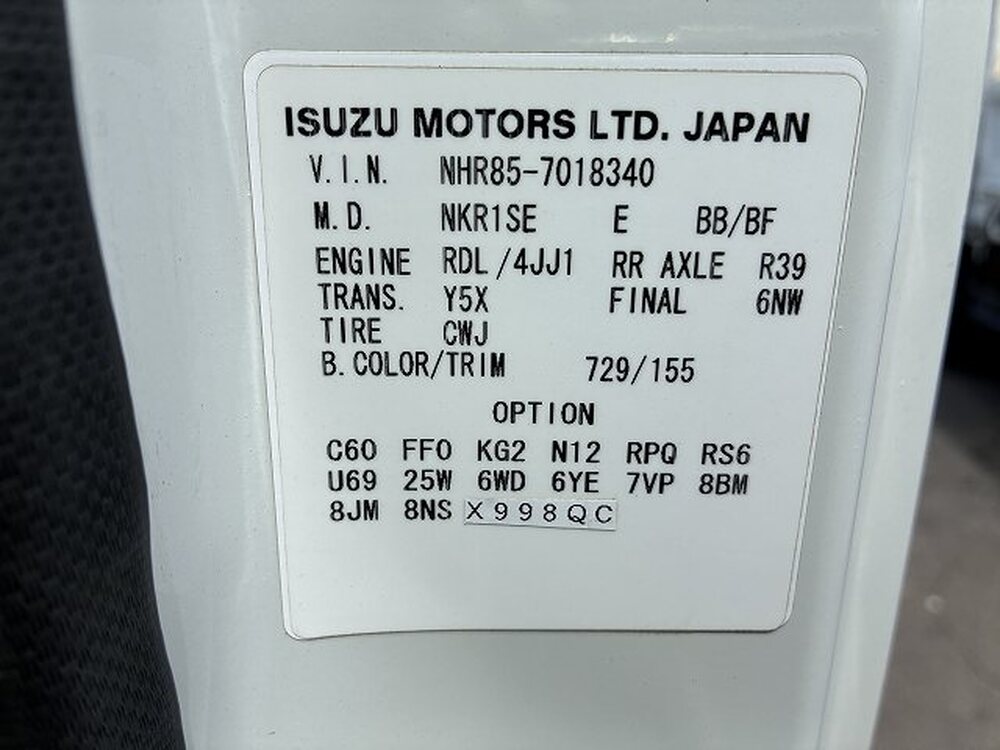 ISUZU MOTORS LTD. JAPAN
V.I.N. NHR85-7018340
M.D. NKR1SE E BB/BF
ENGINE RDL/4JJ1 RR AXLE R39
TRANS. Y5X FINAL 6NW
TIRE CWJ
B.COLOR/TRIM 729/155
OPTION
C60 FF0 KG2 N12 RPQ RS6
U69 25W 6WD 6YE 7VP 8BM
8JM 8NS X998QC